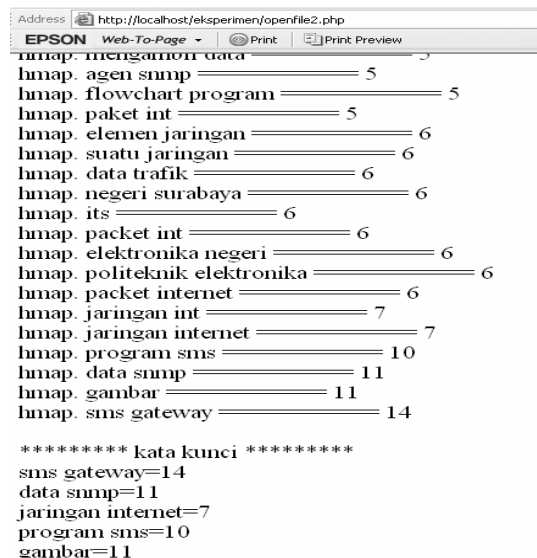 Address http://localhost/eksperimen/openfile2.php
EPSON Web-To-Page Print Print Preview
hmap. mengambil data ========== 5
hmap. agen snmp ========== 5
hmap. flowchart program ========== 5
hmap. paket int ========== 5
hmap. elemen jaringan ========== 6
hmap. suatu jaringan ========== 6
hmap. data trafik ========== 6
hmap. negeri surabaya ========== 6
hmap. its ========== 6
hmap. packet int ========== 6
hmap. elektronika negeri ========== 6
hmap. politeknik elektronika ========== 6
hmap. packet internet ========== 6
hmap. jaringan int ========== 7
hmap. jaringan internet ========== 7
hmap. program sms ========== 10
hmap. data snmp ========== 11
hmap. gambar ========== 11
hmap. sms gateway ========== 14
********* kata kunci *********
sms gateway=14
data snmp=11
jaringan internet=7
program sms=10
gambar=11